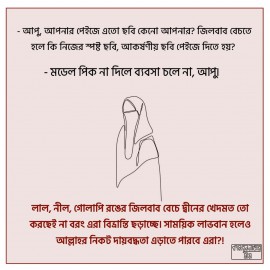 - আপু, আপনার পেইজে এতো ছবি কেনো আপনার? জিলবাব বেচতে
হলে কি নিজের স্পষ্ট ছবি, আকর্ষণীয় ছবি পেইজে দিতে হয়?
- মডেল পিক না দিলে ব্যবসা চলে না, আপু!
লাল, নীল, গোলাপি রঙের জিলবাব বেচে দ্বীনের খেদমত তো
করছেই না বরং এরা বিভ্রান্তি ছড়াচ্ছে। সাময়িক লাভবান হলেও
আল্লাহর নিকট দায়বদ্ধতা এড়াতে পারবে এরা?!